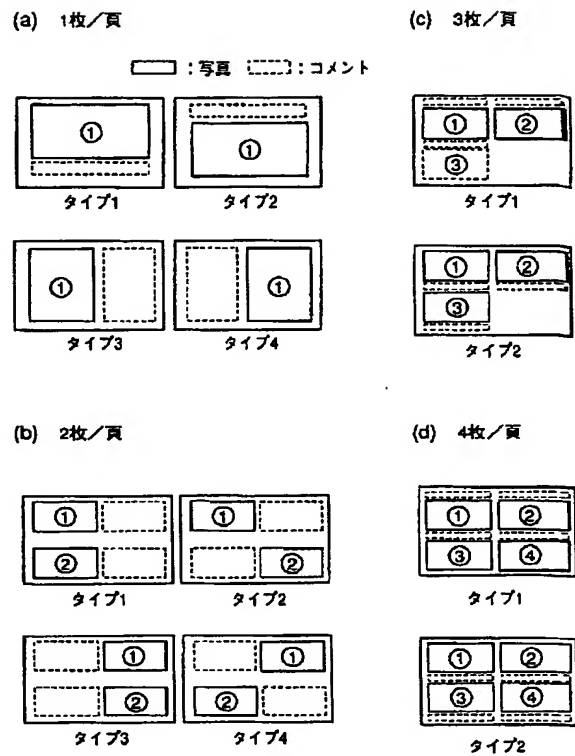 (a) 1枚/頁
(c) 3枚/頁
:写真 :コメント
①
タイプ1
①
タイプ2
① ②
③
タイプ1
①
タイプ3
①
タイプ4
① ②
③
タイプ2
(b) 2枚/頁
(d) 4枚/頁
①
②
タイプ1
①
②
タイプ2
① ②
③ ④
タイプ1
①
②
タイプ3
①
②
タイプ4
① ②
③ ④
タイプ2